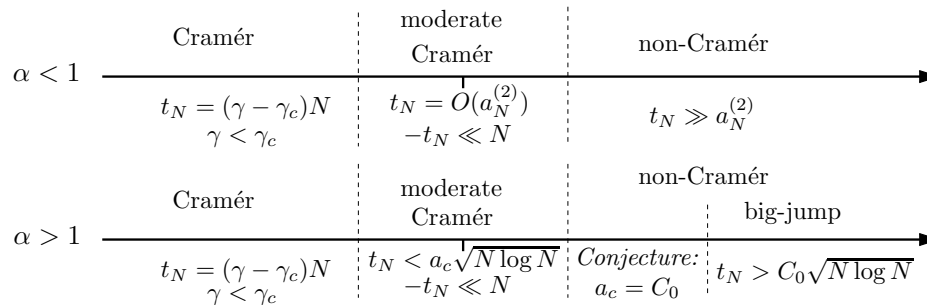 moderate
Cramér Cramér non-Cramér
α < 1
t_N = (γ − γ_c)N t_N = O(a_N^{(2)}) t_N ≫ a_N^{(2)}
γ < γ_c −t_N ≪ N
non-Cramér
Cramér moderate big-jump
Cramér
α > 1
t_N = (γ − γ_c)N t_N < a_c√(N log N) Conjecture: t_N > C_0√(N log N)
γ < γ_c −t_N ≪ N a_c = C_0